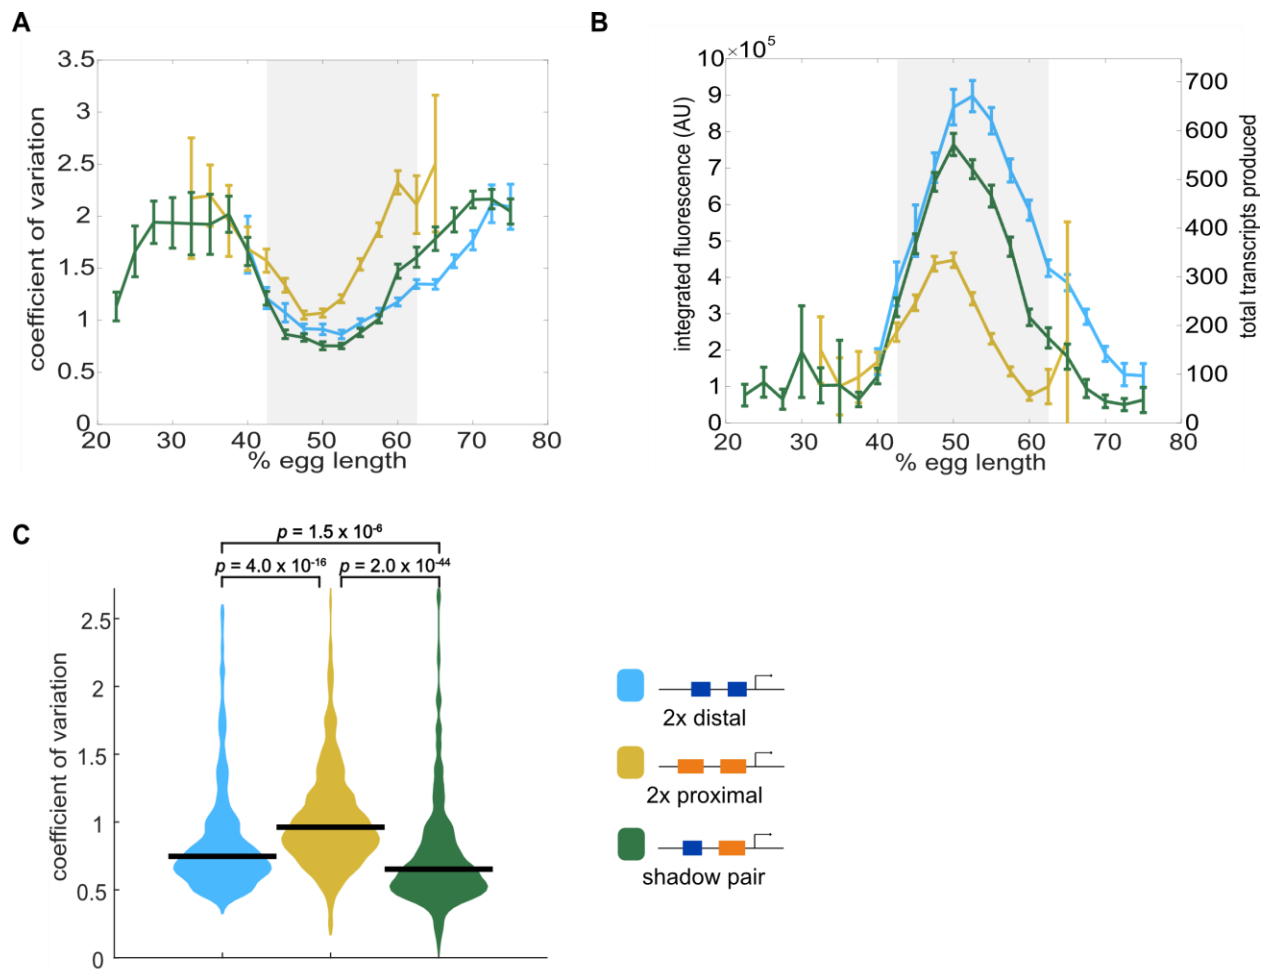 A
coefficient of variation
3.5
3
2.5
2
1.5
1
0.5
0
20 30 40 50 60 70 80
% egg length
B
integrated fluorescence (AU)
10×10⁵
9
8
7
6
5
4
3
2
1
0
700
600
500
400
300
200
100
0
total transcripts produced
20 30 40 50 60 70 80
% egg length
C
p = 1.5 x 10⁻⁶
p = 4.0 x 10⁻¹⁶ p = 2.0 x 10⁻⁴⁴
coefficient of variation
2.5
2
1.5
1
0.5
0
2x distal
2x proximal
shadow pair